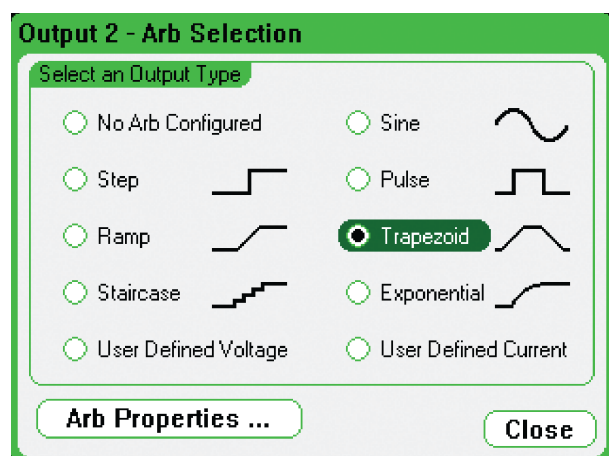 Output 2 - Arb Selection
Select an Output Type
No Arb Configured
Sine
Step
Pulse
Ramp
Trapezoid
Staircase
Exponential
User Defined Voltage
User Defined Current
Arb Properties ...
Close